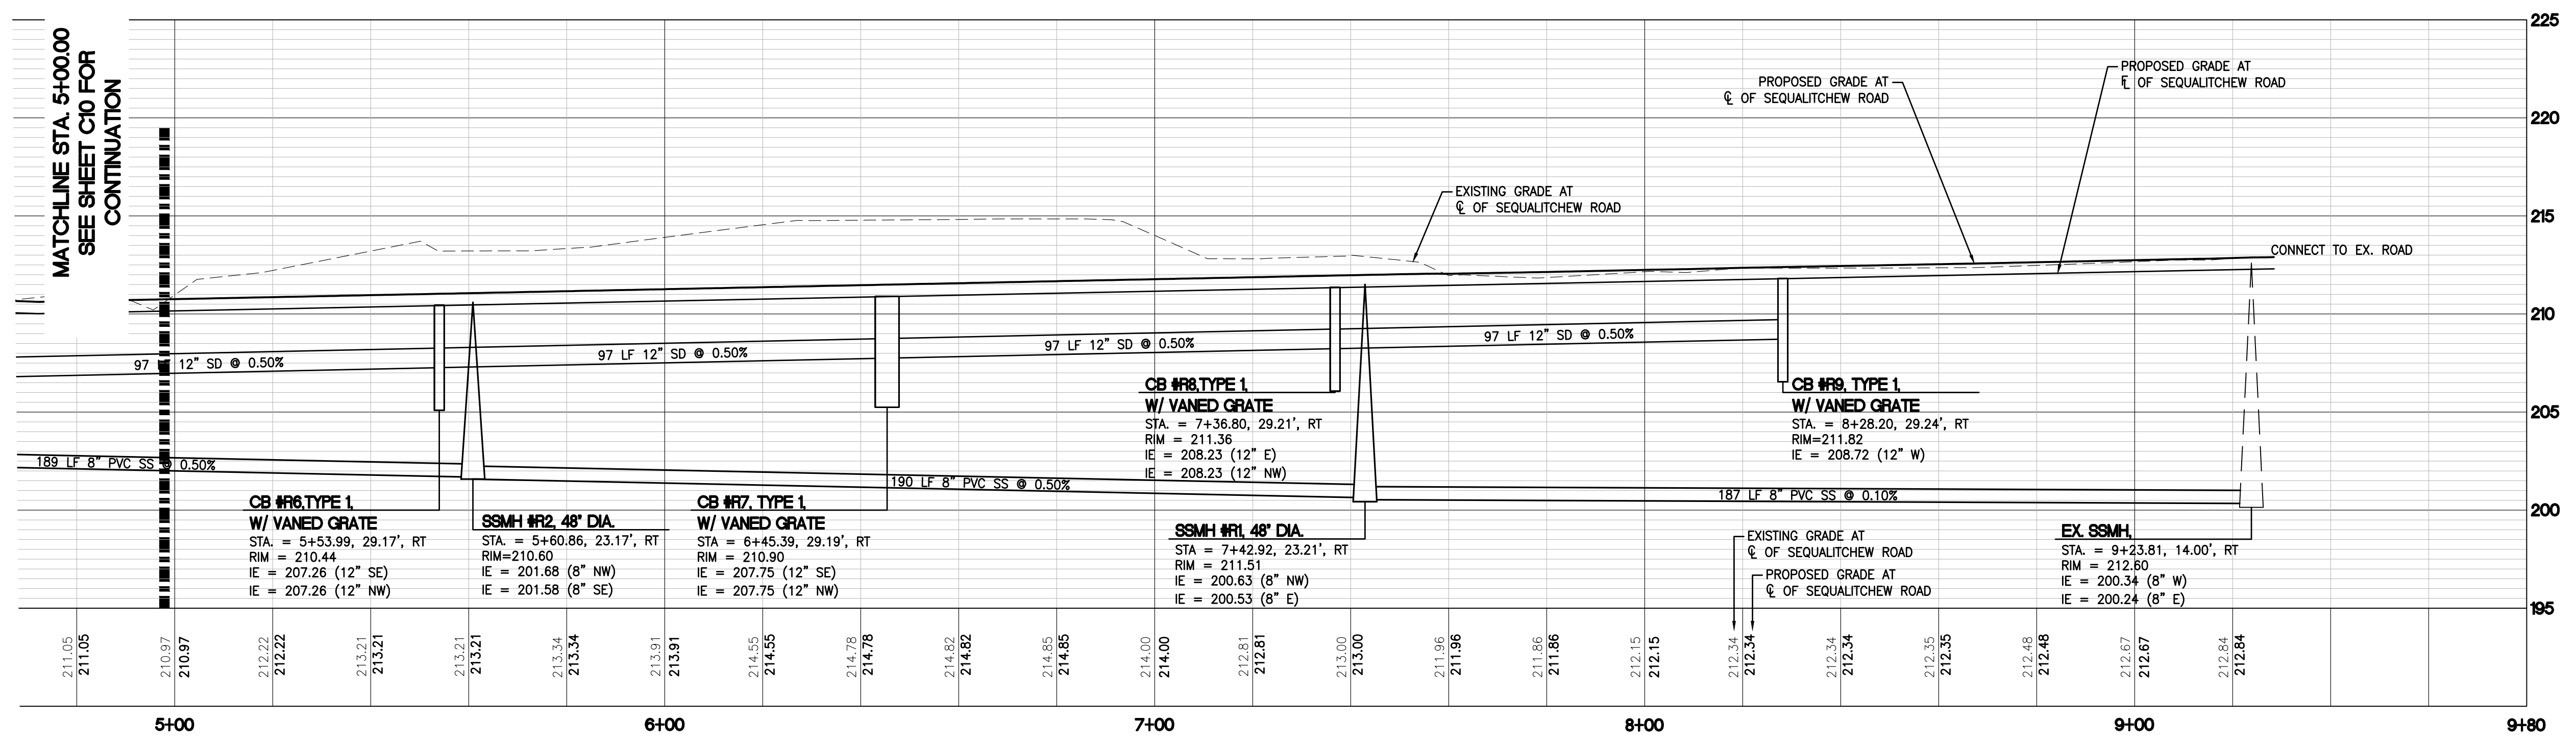 MATCHLINE STA. 5+00.00
SEE SHEET C10 FOR
CONTINUATION
225
220
215
210
205
200
195
PROPOSED GRADE AT
℄ OF SEQUALITCHEW ROAD
PROPOSED GRADE AT
OF SEQUALITCHEW ROAD
EXISTING GRADE AT
℄ OF SEQUALITCHEW ROAD
CONNECT TO EX. ROAD
97 LF 12" SD @ 0.50%
97 LF 12" SD @ 0.50%
97 LF 12" SD @ 0.50%
97 LF 12" SD @ 0.50%
189 LF 8" PVC SS @ 0.50%
190 LF 8" PVC SS @ 0.50%
187 LF 8" PVC SS @ 0.10%
CB #R6,TYPE 1,
W/ VANED GRATE
STA. = 5+53.99, 29.17', RT
RIM = 210.44
IE = 207.26 (12" SE)
IE = 207.26 (12" NW)
SSMH #R2, 48" DIA.
STA. = 5+60.86, 23.17', RT
RIM=210.60
IE = 201.68 (8" NW)
IE = 201.58 (8" SE)
CB #R7, TYPE 1,
W/ VANED GRATE
STA = 6+45.39, 29.19', RT
RIM = 210.90
IE = 207.75 (12" SE)
IE = 207.75 (12" NW)
CB #R8,TYPE 1,
W/ VANED GRATE
STA. = 7+36.80, 29.21', RT
RIM = 211.36
IE = 208.23 (12" E)
IE = 208.23 (12" NW)
SSMH #R1, 48" DIA.
STA = 7+42.92, 23.21', RT
RIM = 211.51
IE = 200.63 (8" NW)
IE = 200.53 (8" E)
CB #R9, TYPE 1,
W/ VANED GRATE
STA. = 8+28.20, 29.24', RT
RIM=211.82
IE = 208.72 (12" W)
EXISTING GRADE AT
℄ OF SEQUALITCHEW ROAD
PROPOSED GRADE AT
℄ OF SEQUALITCHEW ROAD
EX. SSMH,
STA. = 9+23.81, 14.00', RT
RIM = 212.60
IE = 200.34 (8" W)
IE = 200.24 (8" E)
211.05
211.05
210.97
210.97
212.22
212.22
213.21
213.21
213.21
213.21
213.34
213.34
213.91
213.91
214.55
214.55
214.78
214.78
214.82
214.82
214.85
214.85
214.00
214.00
212.81
212.81
213.00
213.00
211.96
211.96
211.86
211.86
212.15
212.15
212.34
212.34
212.34
212.34
212.35
212.35
212.48
212.48
212.67
212.67
212.84
212.84
5+00
6+00
7+00
8+00
9+00
9+80